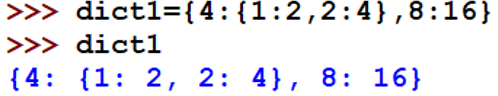 >>> dict1={4:{1:2,2:4},8:16}
>>> dict1
{4: {1: 2, 2: 4}, 8: 16}